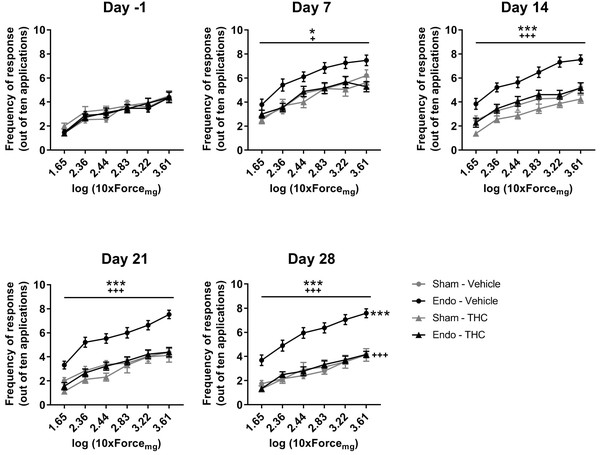 Day -1
Frequency of response
(out of ten applications)
10
8
6
4
2
0
1.65
2.36
2.44
2.83
3.22
3.61
log (10xForcemg)
Day 7
Frequency of response
(out of ten applications)
10
8
6
4
2
0
*
+
1.65
2.36
2.44
2.83
3.22
3.61
log (10xForcemg)
Day 14
Frequency of response
(out of ten applications)
10
8
6
4
2
0
***
+++
1.65
2.36
2.44
2.83
3.22
3.61
log (10xForcemg)
Day 21
Frequency of response
(out of ten applications)
10
8
6
4
2
0
***
+++
1.65
2.36
2.44
2.83
3.22
3.61
log (10xForcemg)
Day 28
Frequency of response
(out of ten applications)
10
8
6
4
2
0
***
+++
***
+++
1.65
2.36
2.44
2.83
3.22
3.61
log (10xForcemg)
Sham - Vehicle
Endo - Vehicle
Sham - THC
Endo - THC